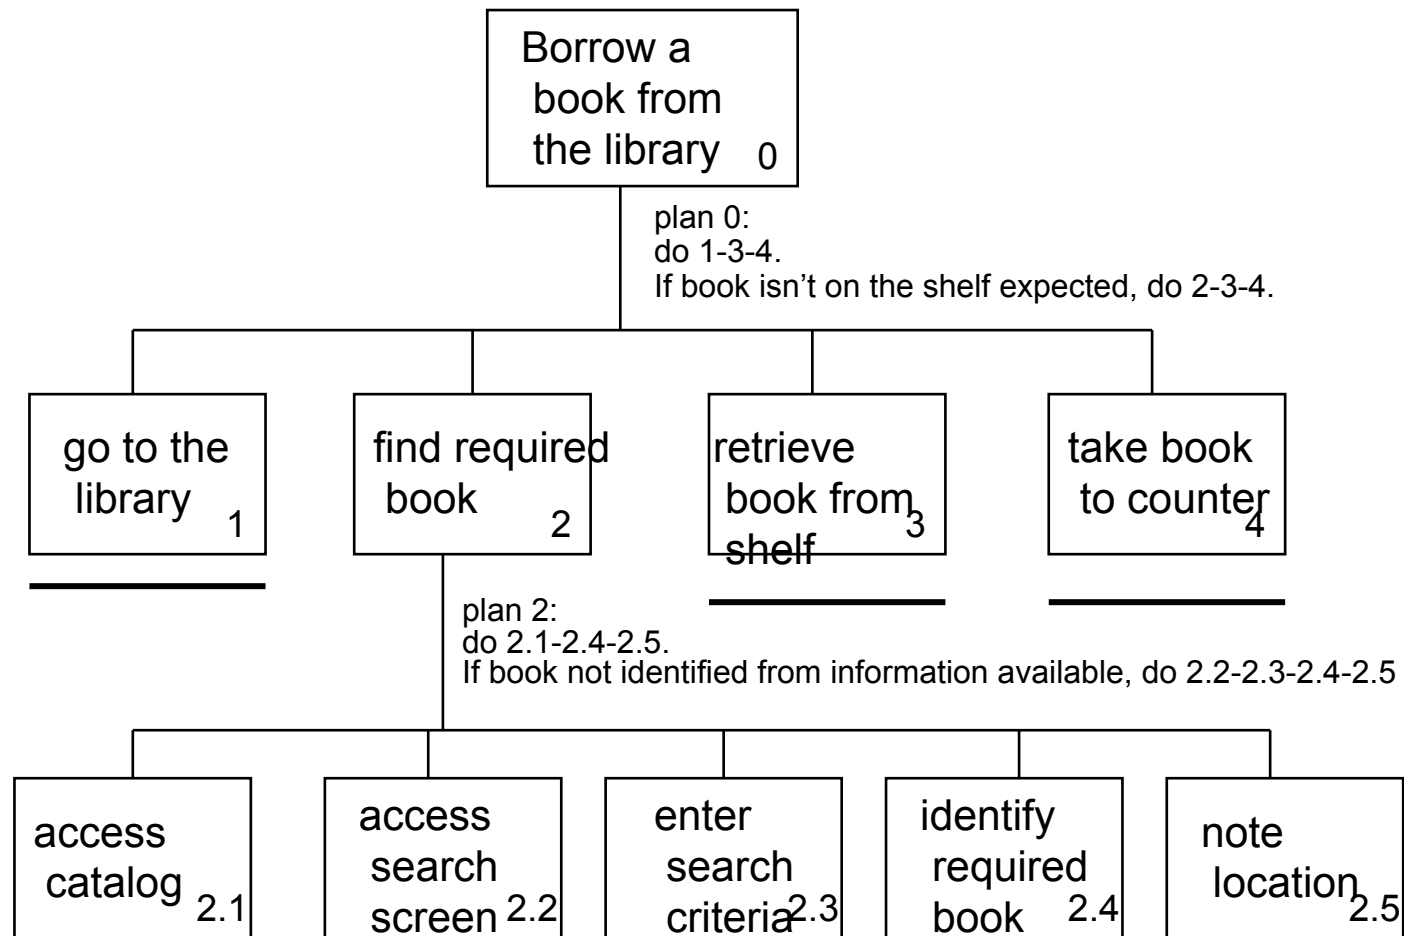 Borrow a
book from
the library 0
plan 0:
do 1-3-4.
If book isn’t on the shelf expected, do 2-3-4.
go to the
library 1
find required
book 2
retrieve
book from 3
shelf
take book
to counter 4
plan 2:
do 2.1-2.4-2.5.
If book not identified from information available, do 2.2-2.3-2.4-2.5
access
catalog 2.1
access
search
screen 2.2
enter
search
criteria 2.3
identify
required
book 2.4
note
location 2.5